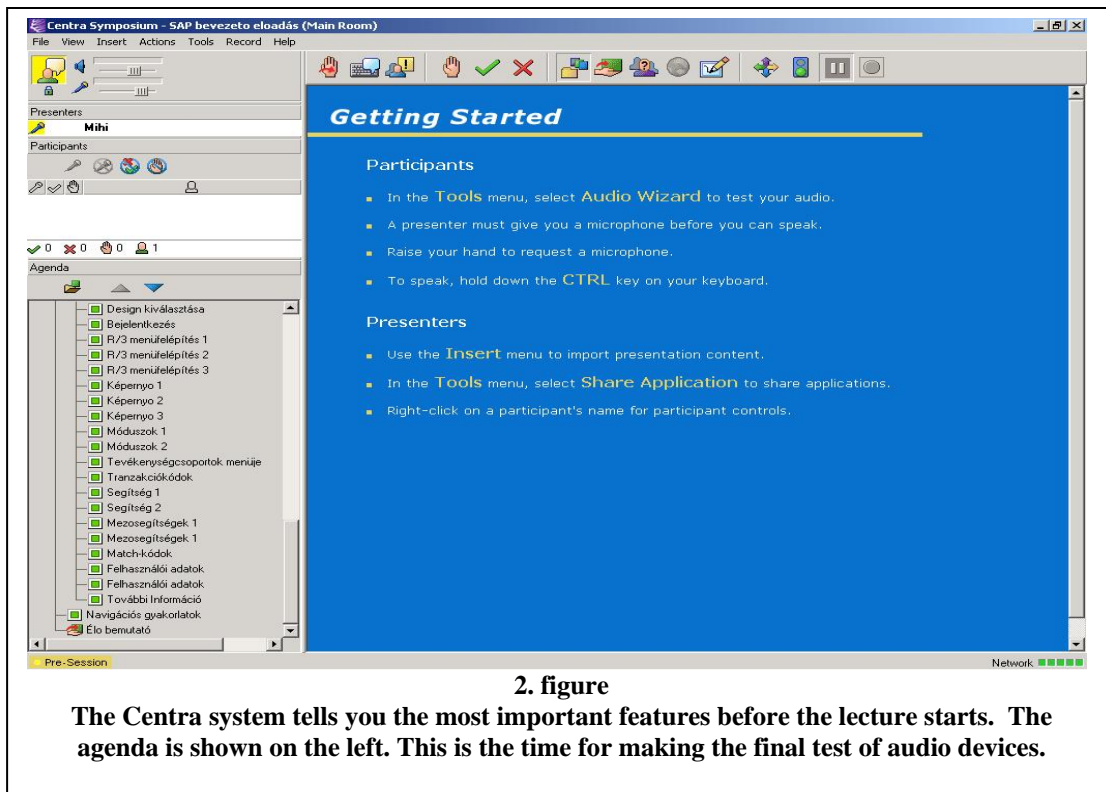 Centra Symposium - SAP bevezeto eloadás (Main Room)
File View Insert Actions Tools Record Help
Presenters
Mihi
Participants
0 0 0 1
Agenda
Design kiválasztása
Bejelentkezés
R/3 menüfelépítés 1
R/3 menüfelépítés 2
R/3 menüfelépítés 3
Képernyo 1
Képernyo 2
Képernyo 3
Móduszok 1
Móduszok 2
Tevékenységcsoportok menüje
Tranzakciókódok
Segítség 1
Segítség 2
Mezosegítségek 1
Mezosegítségek 1
Match-kódok
Felhasználói adatok
Felhasználói adatok
További Információ
Navigációs gyakorlatok
Élo bemutató
Getting Started
Participants
In the Tools menu, select Audio Wizard to test your audio.
A presenter must give you a microphone before you can speak.
Raise your hand to request a microphone.
To speak, hold down the CTRL key on your keyboard.
Presenters
Use the Insert menu to import presentation content.
In the Tools menu, select Share Application to share applications.
Right-click on a participant's name for participant controls.
Pre-Session
Network
2. figure
The Centra system tells you the most important features before the lecture starts. The
agenda is shown on the left. This is the time for making the final test of audio devices.